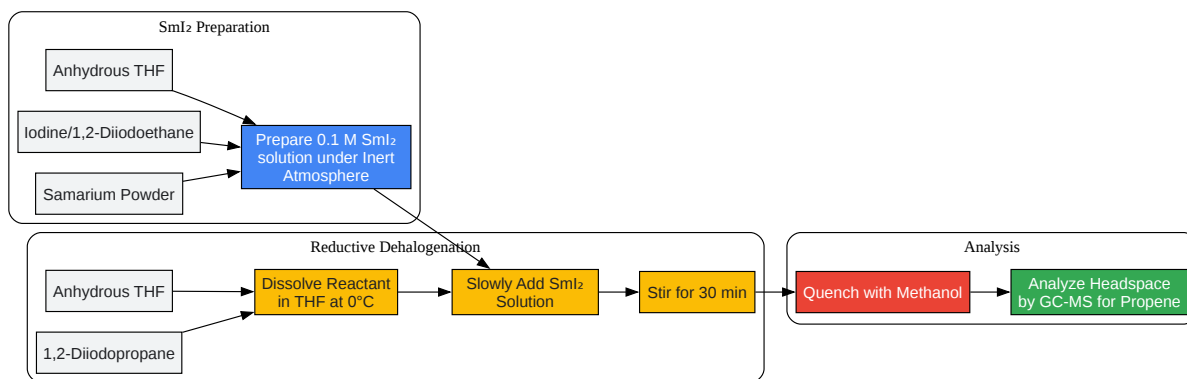 SmI₂ Preparation
Anhydrous THF
Iodine/1,2-Diiodoethane
Samarium Powder
Prepare 0.1 M SmI₂
solution under Inert
Atmosphere
Reductive Dehalogenation
Anhydrous THF
1,2-Diiodopropane
Dissolve Reactant
in THF at 0°C
Slowly Add SmI₂
Solution
Stir for 30 min
Analysis
Quench with Methanol
Analyze Headspace
by GC-MS for Propene